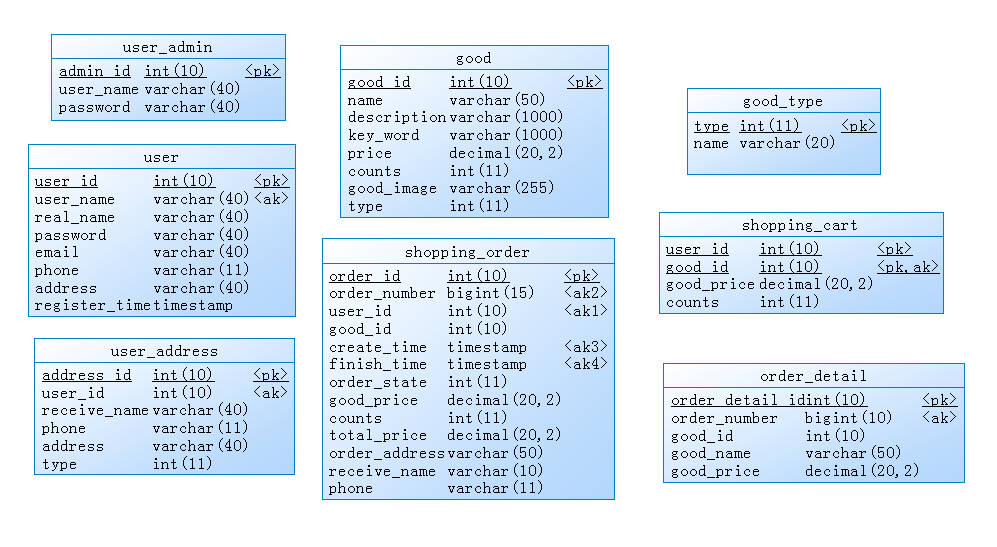 user_admin
admin_id int(10) <pk>
user_name varchar(40)
password varchar(40)
user
user_id int(10) <pk>
user_name varchar(40) <ak>
real_name varchar(40)
password varchar(40)
email varchar(40)
phone varchar(11)
address varchar(40)
register_time timestamp
user_address
address_id int(10) <pk>
user_id int(10) <ak>
receive_name varchar(40)
phone varchar(11)
address varchar(40)
type int(11)
good
good_id int(10) <pk>
name varchar(50)
description varchar(1000)
key_word varchar(1000)
price decimal(20,2)
counts int(11)
good_image varchar(255)
type int(11)
shopping_order
order_id int(10) <pk>
order_number bigint(15) <ak2>
user_id int(10) <ak1>
good_id int(10)
create_time timestamp <ak3>
finish_time timestamp <ak4>
order_state int(11)
good_price decimal(20,2)
counts int(11)
total_price decimal(20,2)
order_address varchar(50)
receive_name varchar(10)
phone varchar(11)
good_type
type int(11) <pk>
name varchar(20)
shopping_cart
user_id int(10) <pk>
good_id int(10) <pk,ak>
good_price decimal(20,2)
counts int(11)
order_detail
order_detail_id int(10) <pk>
order_number bigint(10) <ak>
good_id int(10)
good_name varchar(50)
good_price decimal(20,2)